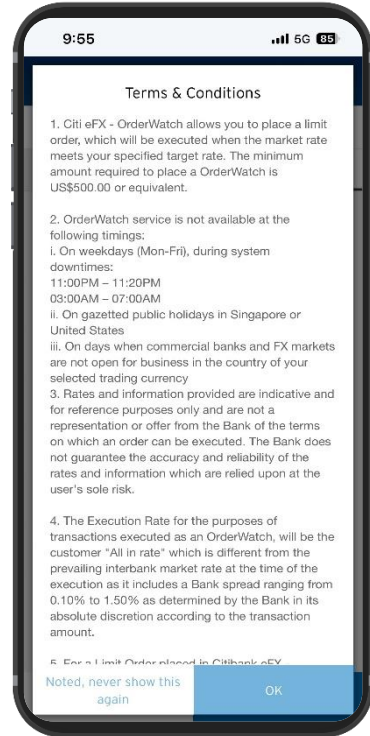 9:55
5G 85
Terms & Conditions
1. Citi eFX - OrderWatch allows you to place a limit
order, which will be executed when the market rate
meets your specified target rate. The minimum
amount required to place a OrderWatch is
US$500.00 or equivalent.
2. OrderWatch service is not available at the
following timings:
i. On weekdays (Mon-Fri), during system
downtimes:
11:00PM – 11:20PM
03:00AM – 07:00AM
ii. On gazetted public holidays in Singapore or
United States
iii. On days when commercial banks and FX markets
are not open for business in the country of your
selected trading currency
3. Rates and information provided are indicative and
for reference purposes only and are not a
representation or offer from the Bank of the terms
on which an order can be executed. The Bank does
not guarantee the accuracy and reliability of the
rates and information which are relied upon at the
user's sole risk.
4. The Execution Rate for the purposes of
transactions executed as an OrderWatch, will be the
customer "All in rate" which is different from the
prevailing interbank market rate at the time of the
execution as it includes a Bank spread ranging from
0.10% to 1.50% as determined by the Bank in its
absolute discretion according to the transaction
amount.
5. For a Limit Order placed in Citibank eFX
Noted, never show this
again
OK